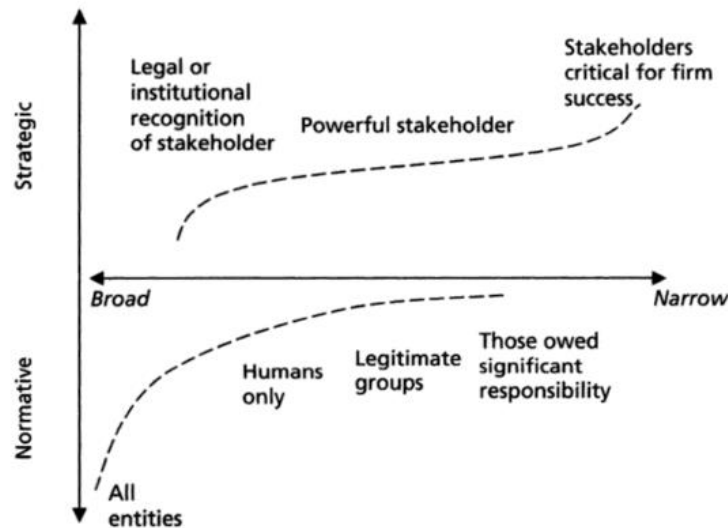 Strategic
Legal or
institutional
recognition
of stakeholder
Powerful stakeholder
Stakeholders
critical for firm
success
Broad
Narrow
Normative
Humans
only
Legitimate
groups
Those owed
significant
responsibility
All
entities